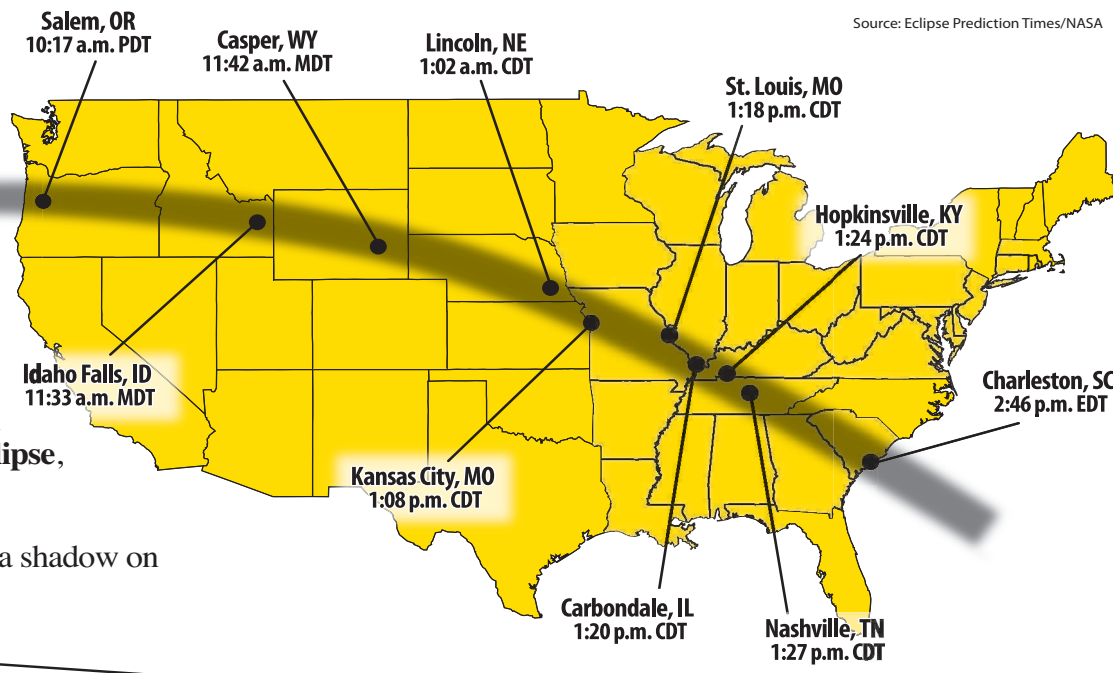 Source: Eclipse Prediction Times/NASA
Salem, OR
10:17 a.m. PDT
Casper, WY
11:42 a.m. MDT
Lincoln, NE
1:02 a.m. CDT
St. Louis, MO
1:18 p.m. CDT
Hopkinsville, KY
1:24 p.m. CDT
Idaho Falls, ID
11:33 a.m. MDT
Charleston, SC
2:46 p.m. EDT
lipse,
Kansas City, MO
1:08 p.m. CDT
a shadow on
Carbondale, IL
1:20 p.m. CDT
Nashville, TN
1:27 p.m. CDT